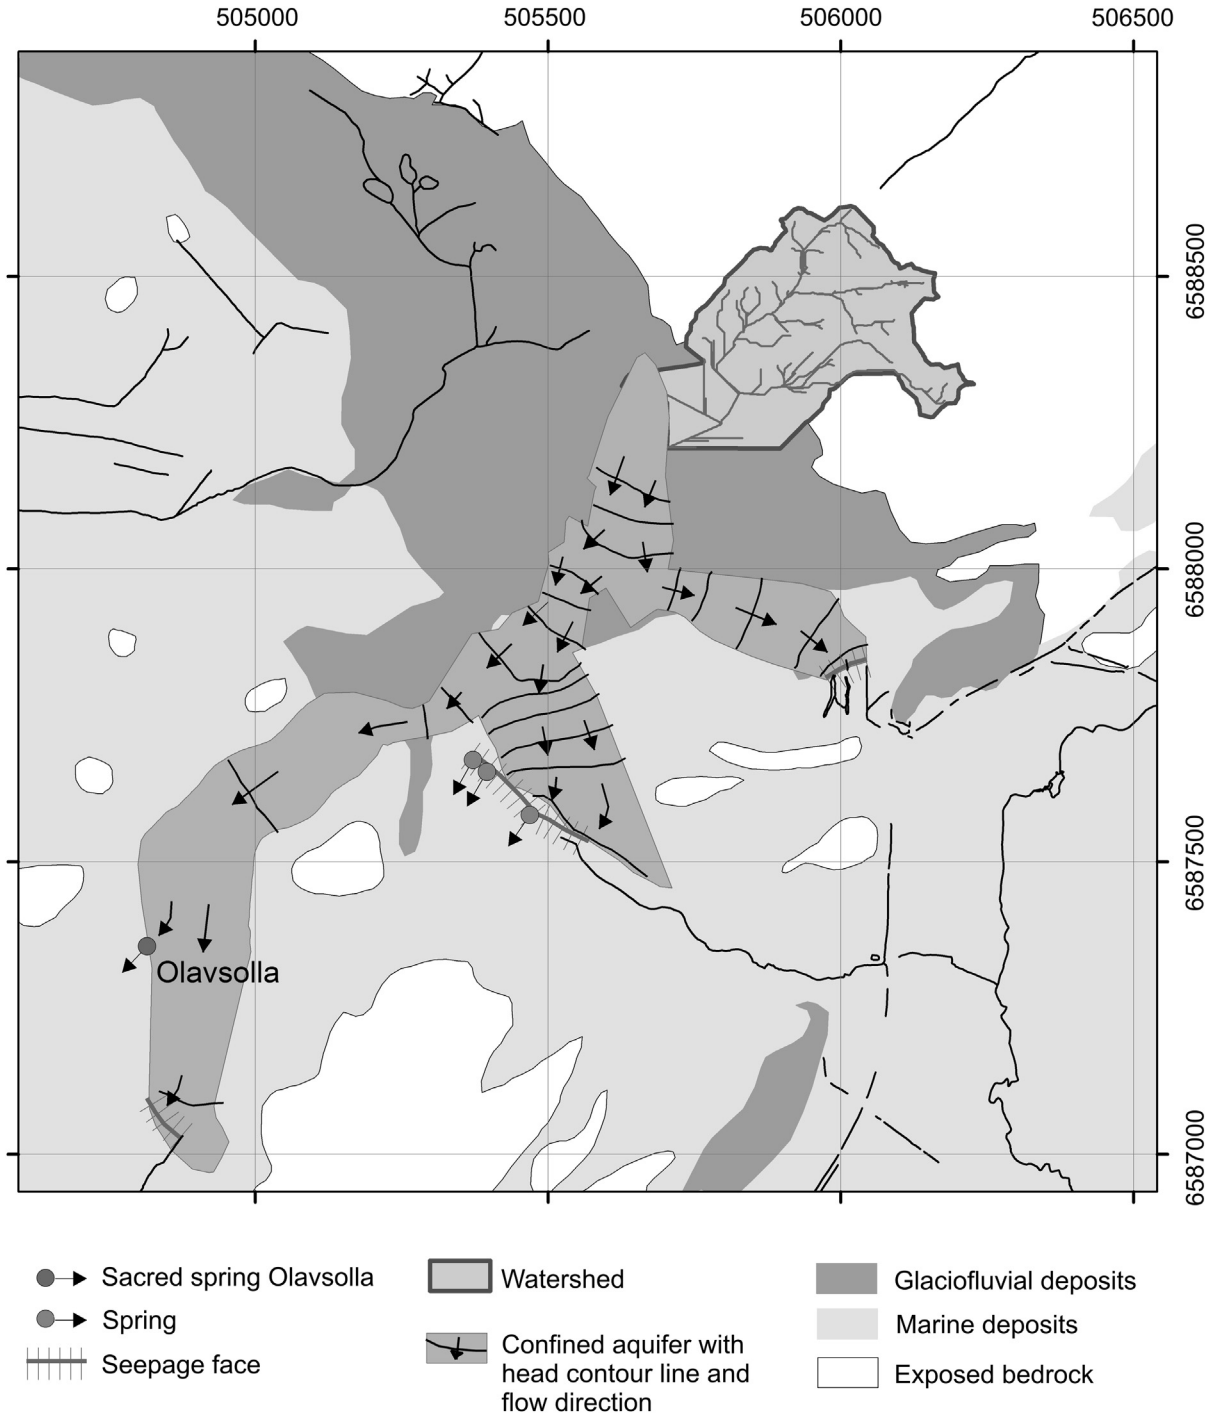 505000
505500
506000
506500
6588500
6588000
6587500
6587000
Olavsolla
Sacred spring Olavsolla
Spring
Seepage face
Watershed
Confined aquifer with
head contour line and
flow direction
Glaciofluvial deposits
Marine deposits
Exposed bedrock